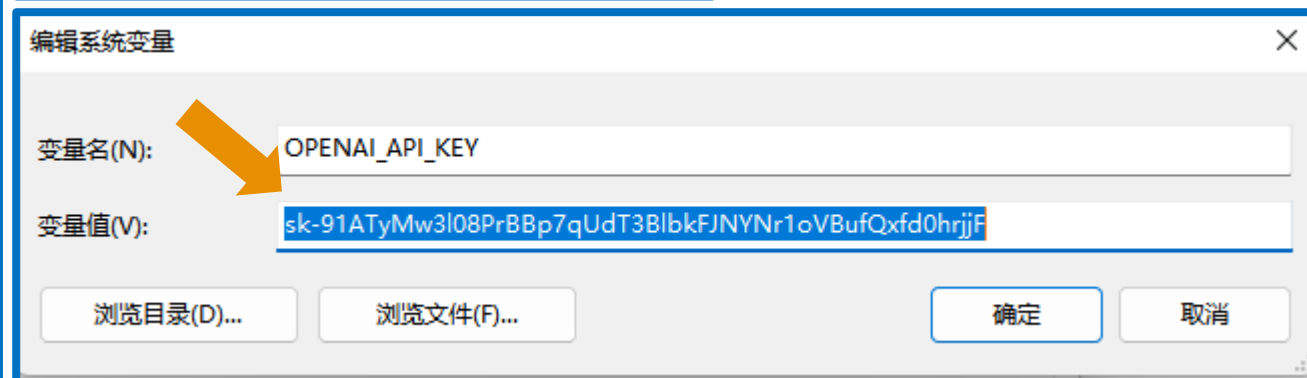 编辑系统变量
变量名(N):
OPENAI_API_KEY
变量值(V):
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
浏览目录(D)...
浏览文件(F)...
确定
取消